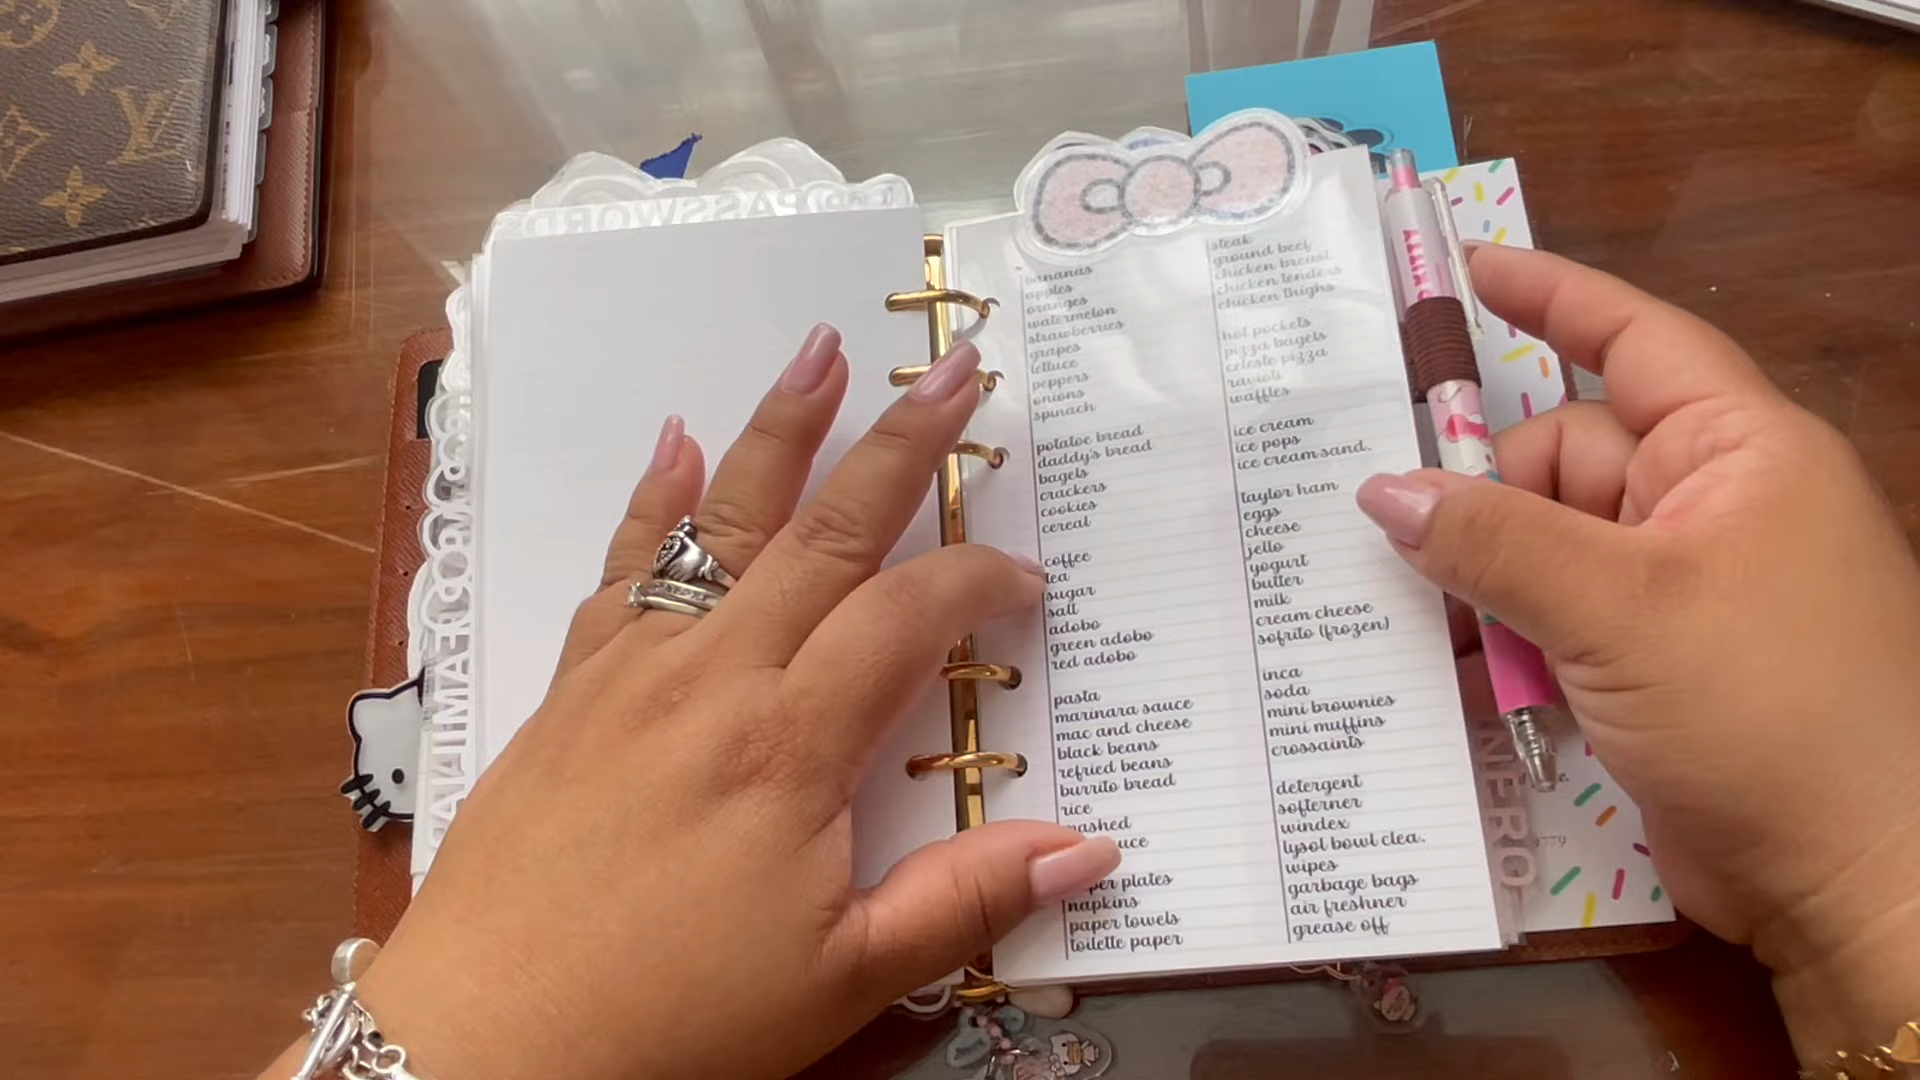 PASSWORD
bananas
apples
oranges
watermelon
strawberries
grapes
lettuce
peppers
onions
spinach
potatoe bread
daddy's bread
bagels
crackers
cookies
cereal
coffee
tea
sugar
salt
adobo
green adobo
red adobo
pasta
marinara sauce
mac and cheese
black beans
refried beans
burrito bread
rice
plates
napkins
paper towels
toilette paper
steak
ground beef
chicken breast
chicken tenders
chicken thighs
hot pockets
pizza bagels
celeste pizza
ravioli
waffles
ice cream
ice pops
ice cream sand.
taylor ham
eggs
cheese
jello
yogurt
butter
milk
cream cheese
sofrito (frozen)
inca
soda
mini brownies
mini muffins
crossaints
detergent
softerner
windex
lysol bowl clea.
wipes
garbage bags
air freshner
grease off
LV